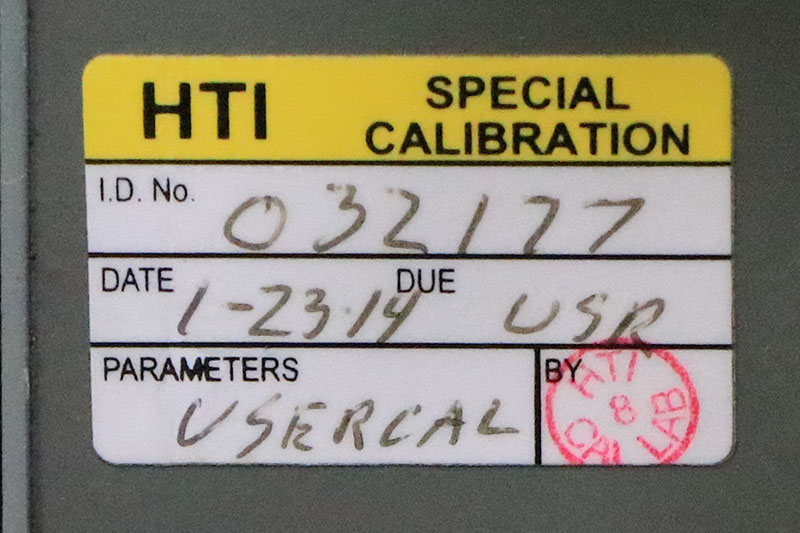 HTI SPECIAL
CALIBRATION
I.D. No. 032177
DATE 1-23-14 DUE USR
PARAMETERS USERCAL BY
HTI
8
CAL LAB